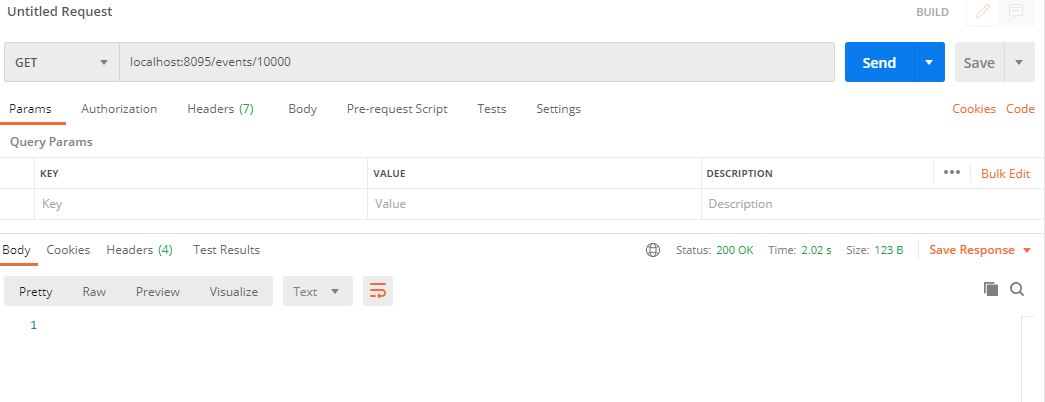 Untitled Request BUILD
GET localhost:8095/events/10000 Send Save
Params Authorization Headers (7) Body Pre-request Script Tests Settings Cookies Code
Query Params
KEY VALUE DESCRIPTION ••• Bulk Edit
Key Value Description
Body Cookies Headers (4) Test Results Status: 200 OK Time: 2.02 s Size: 123 B Save Response
Pretty Raw Preview Visualize Text
1